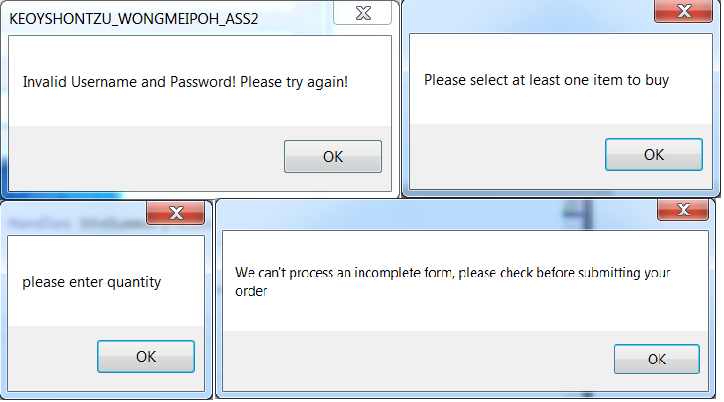 KEOYSHONTZU_WONGMEIPOH_ASS2
Invalid Username and Password! Please try again!
OK
Please select at least one item to buy
OK
please enter quantity
OK
We can't process an incomplete form, please check before submitting your
order
OK